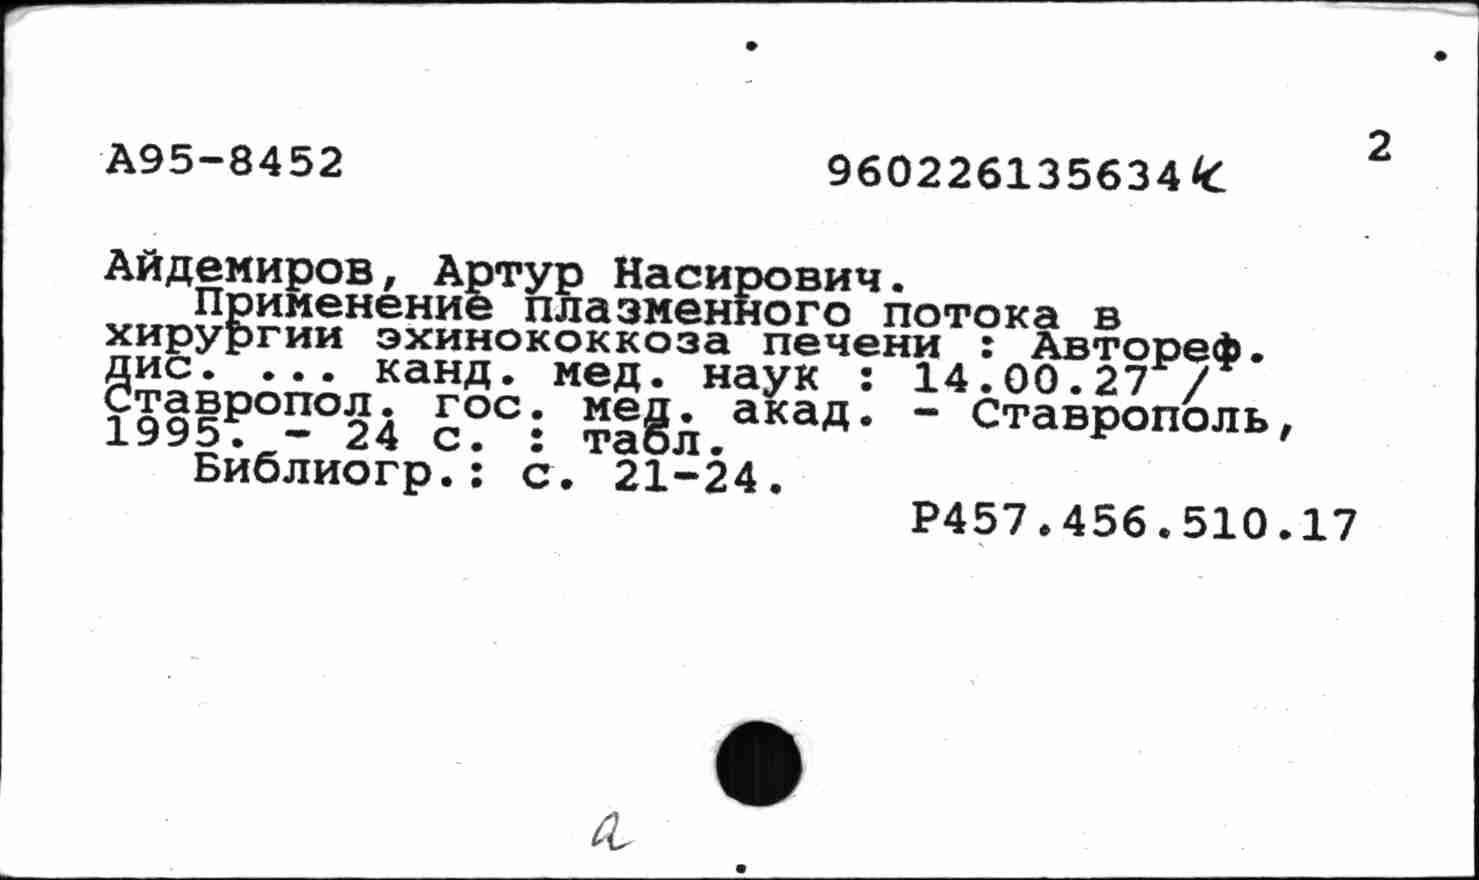 А95-8452
960226135634к
2
Айдемиров, Артур Насирович.
Применение плазменного потока в
хирургии эхинококкоза печени : Автореф.
дис. ... канд. мед. наук : 14.00.27 /
Ставропол. гос. мед. акад. - Ставрополь,
1995. - 24 с. : табл.
Библиогр.: с. 21-24.
Р457.456.510.17
а